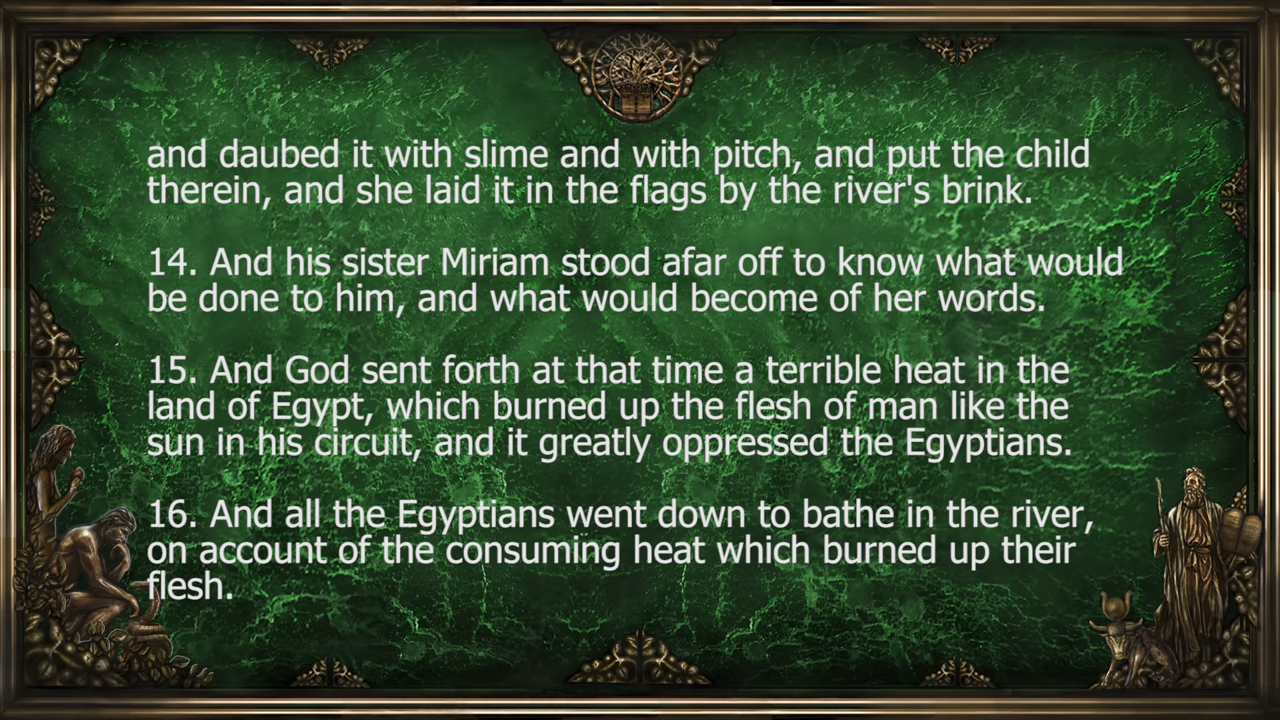 and daubed it with slime and with pitch, and put the child
therein, and she laid it in the flags by the river's brink.
14. And his sister Miriam stood afar off to know what would
be done to him, and what would become of her words.
15. And God sent forth at that time a terrible heat in the
land of Egypt, which burned up the flesh of man like the
sun in his circuit, and it greatly oppressed the Egyptians.
16. And all the Egyptians went down to bathe in the river,
on account of the consuming heat which burned up their
flesh.